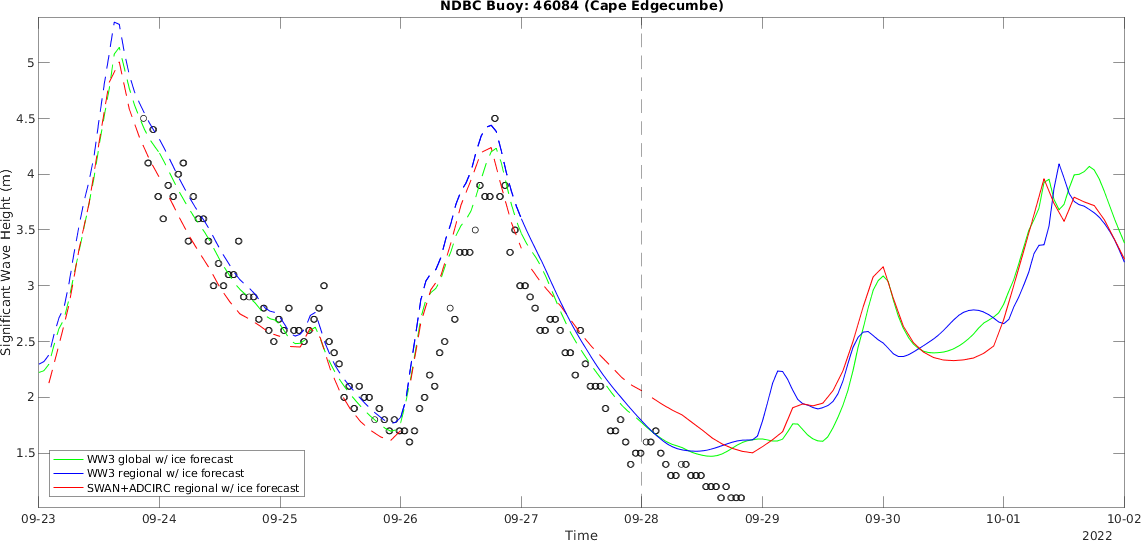 NDBC Buoy: 46084 (Cape Edgecumbe)
Significant Wave Height (m)
5
4.5
4
3.5
3
2.5
2
1.5
WW3 global w/ ice forecast
WW3 regional w/ ice forecast
SWAN+ADCIRC regional w/ ice forecast
09-23 09-24 09-25 09-26 09-27 09-28 09-29 09-30 10-01 10-02
Time
2022